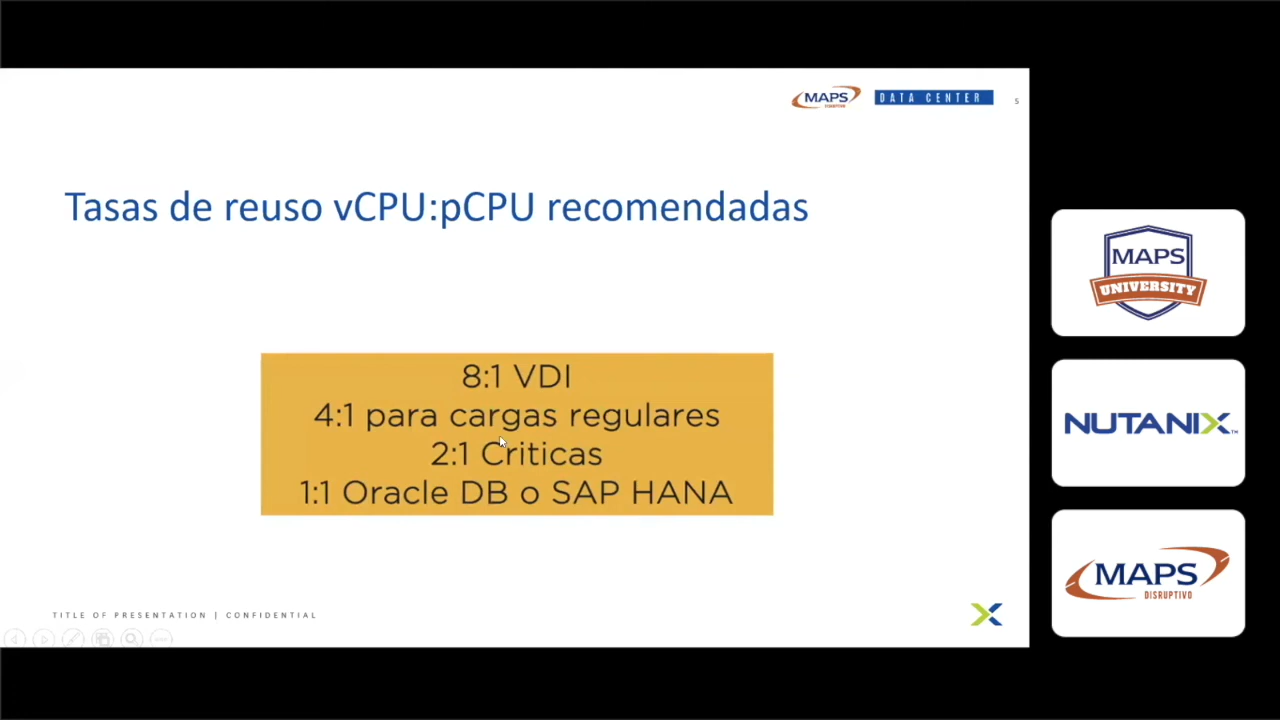 MAPS
DATA CENTER
5
Tasas de reuso vCPU:pCPU recomendadas
8:1 VDI
4:1 para cargas regulares
2:1 Criticas
1:1 Oracle DB o SAP HANA
TITLE OF PRESENTATION | CONFIDENTIAL
MAPS
UNIVERSITY
NUTANIX
MAPS
DISRUPTIVO